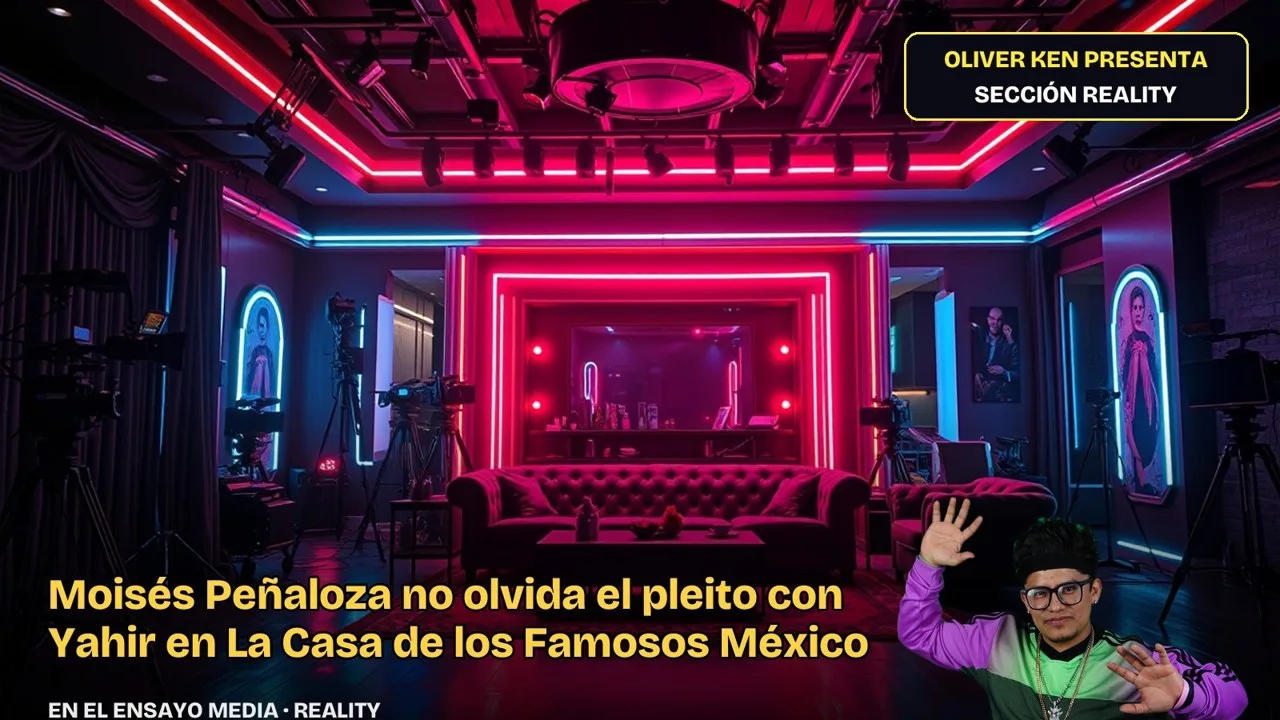 OLIVER KEN PRESENTA
SECCIÓN REALITY
Moisés Peñaloza no olvida el pleito con
Yahir en La Casa de los Famosos México
EN EL ENSAYO MEDIA · REALITY